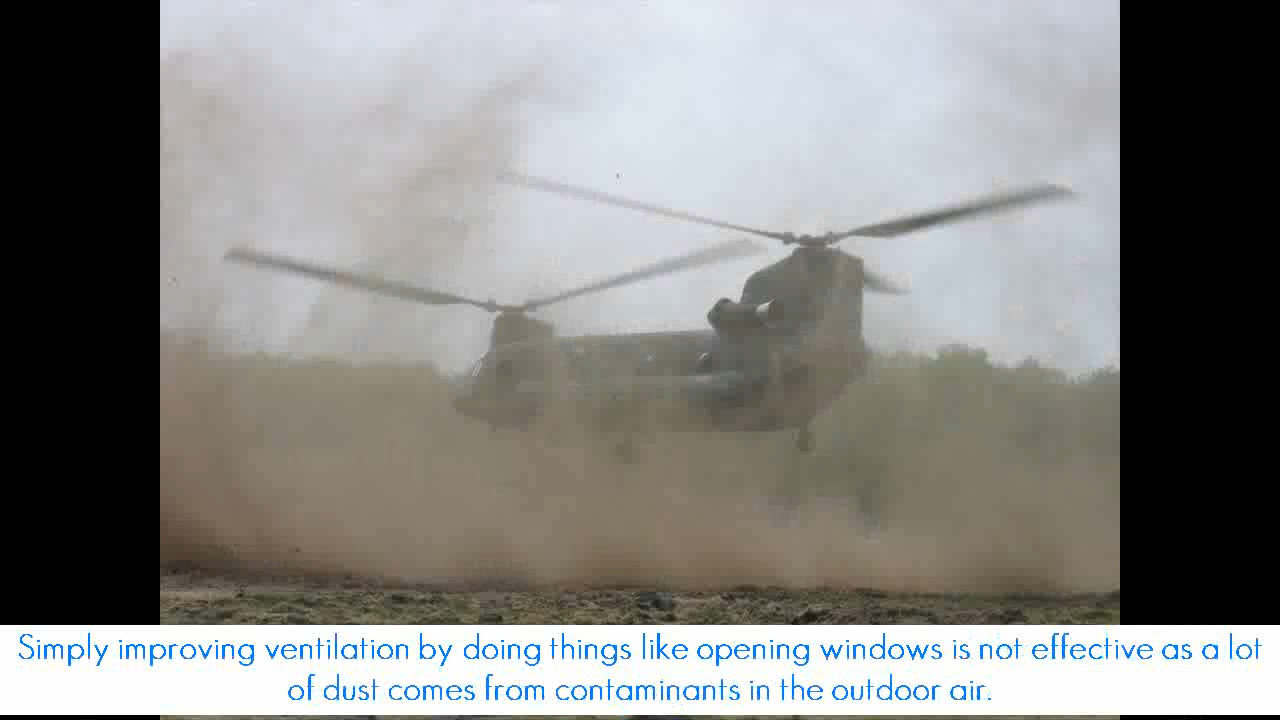 Simply improving ventilation by doing things like opening windows is not effective as a lot
of dust comes from contaminants in the outdoor air.